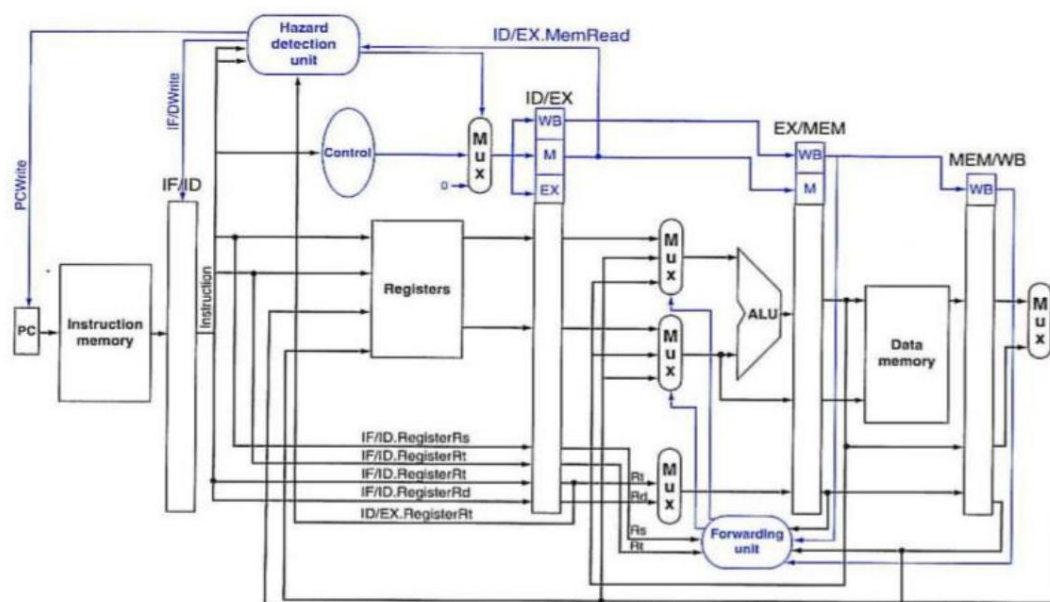 Hazard
detection
unit
ID/EX.MemRead
PCWrite
IF/DWrite
ID/EX
WB
M
EX
Control
Mux
0
EX/MEM
WB
M
MEM/WB
WB
IF/ID
PC
Instruction
memory
Instruction
Registers
Mux
Mux
ALU
Data
memory
Mux
IF/ID.RegisterRs
IF/ID.RegisterRt
IF/ID.RegisterRt
IF/ID.RegisterRd
ID/EX.RegisterRt
Rt
Rd
Mux
Rs
Rt
Forwarding
unit